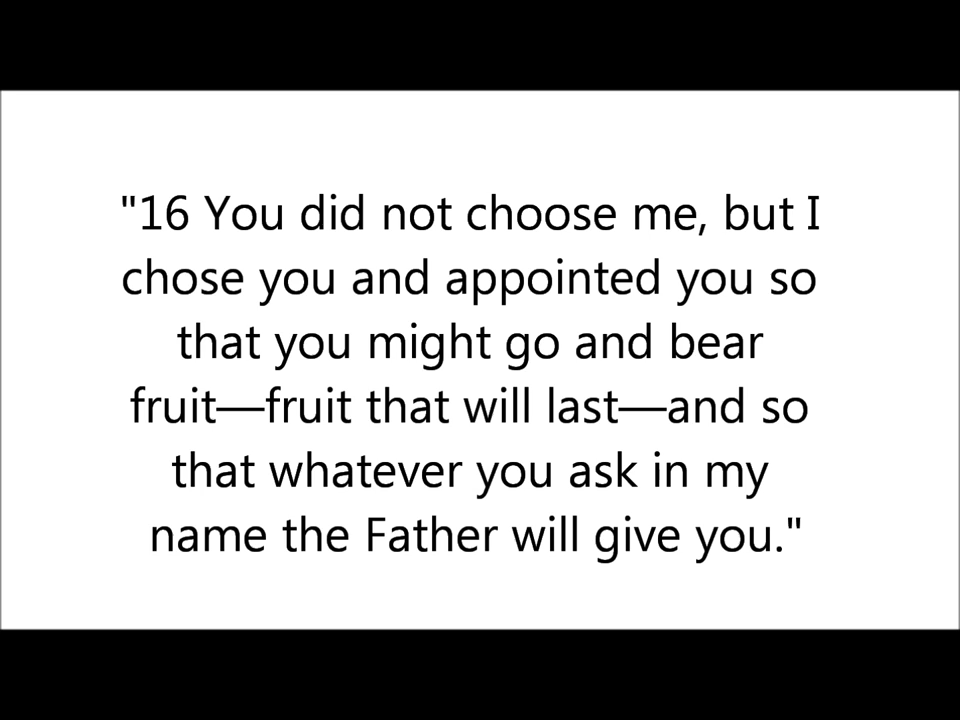 "16 You did not choose me, but I
chose you and appointed you so
that you might go and bear
fruit—fruit that will last—and so
that whatever you ask in my
name the Father will give you."